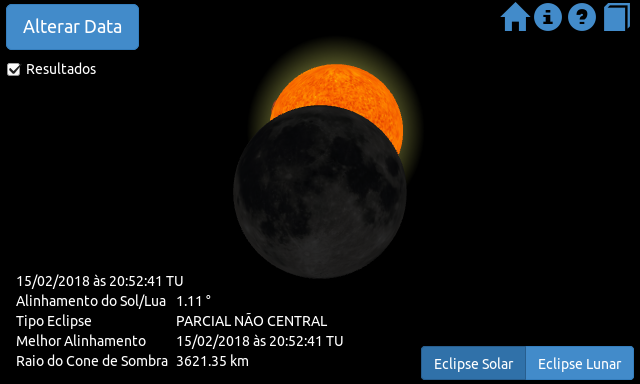 Alterar Data
Resultados
15/02/2018 às 20:52:41 TU
Alinhamento do Sol/Lua 1.11 °
Tipo Eclipse PARCIAL NÃO CENTRAL
Melhor Alinhamento 15/02/2018 às 20:52:41 TU
Raio do Cone de Sombra 3621.35 km
Eclipse Solar Eclipse Lunar